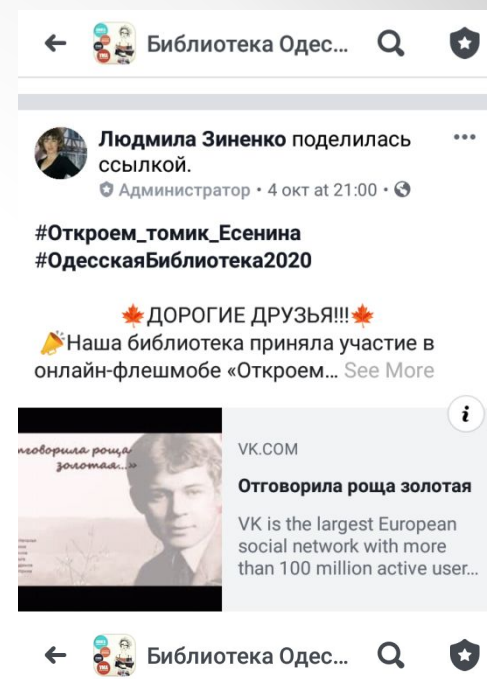 Библиотека Одес...
Людмила Зиненко поделилась
ссылкой.
Администратор • 4 окт at 21:00 •
#Откроем_томик_Есенина
#ОдесскаяБиблиотека2020
🍁ДОРОГИЕ ДРУЗЬЯ!!!🍁
📣Наша библиотека приняла участие в
онлайн-флешмобе «Откроем... See More
i
тговорила роща
золотая...»
VK.COM
Отговорила роща золотая
VK is the largest European
social network with more
than 100 million active user...
Библиотека Одес...